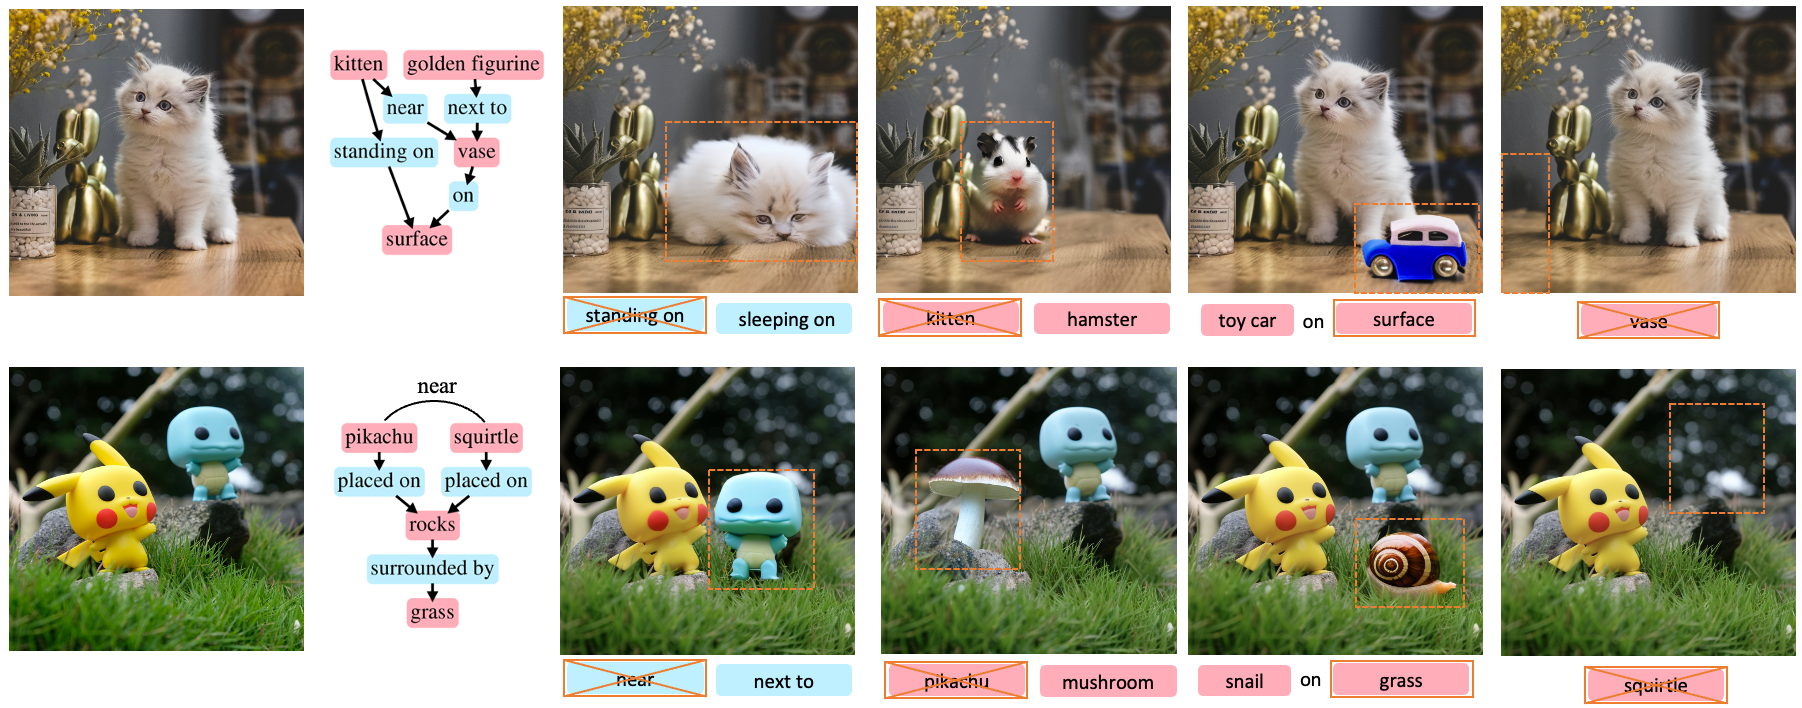 kitten
golden figurine
near
next to
standing on
vase
on
surface
standing on
sleeping on
kitten
hamster
toy car on surface
vase
near
pikachu
squirtle
placed on
placed on
rocks
surrounded by
grass
near
next to
pikachu
mushroom
snail on grass
squirtle